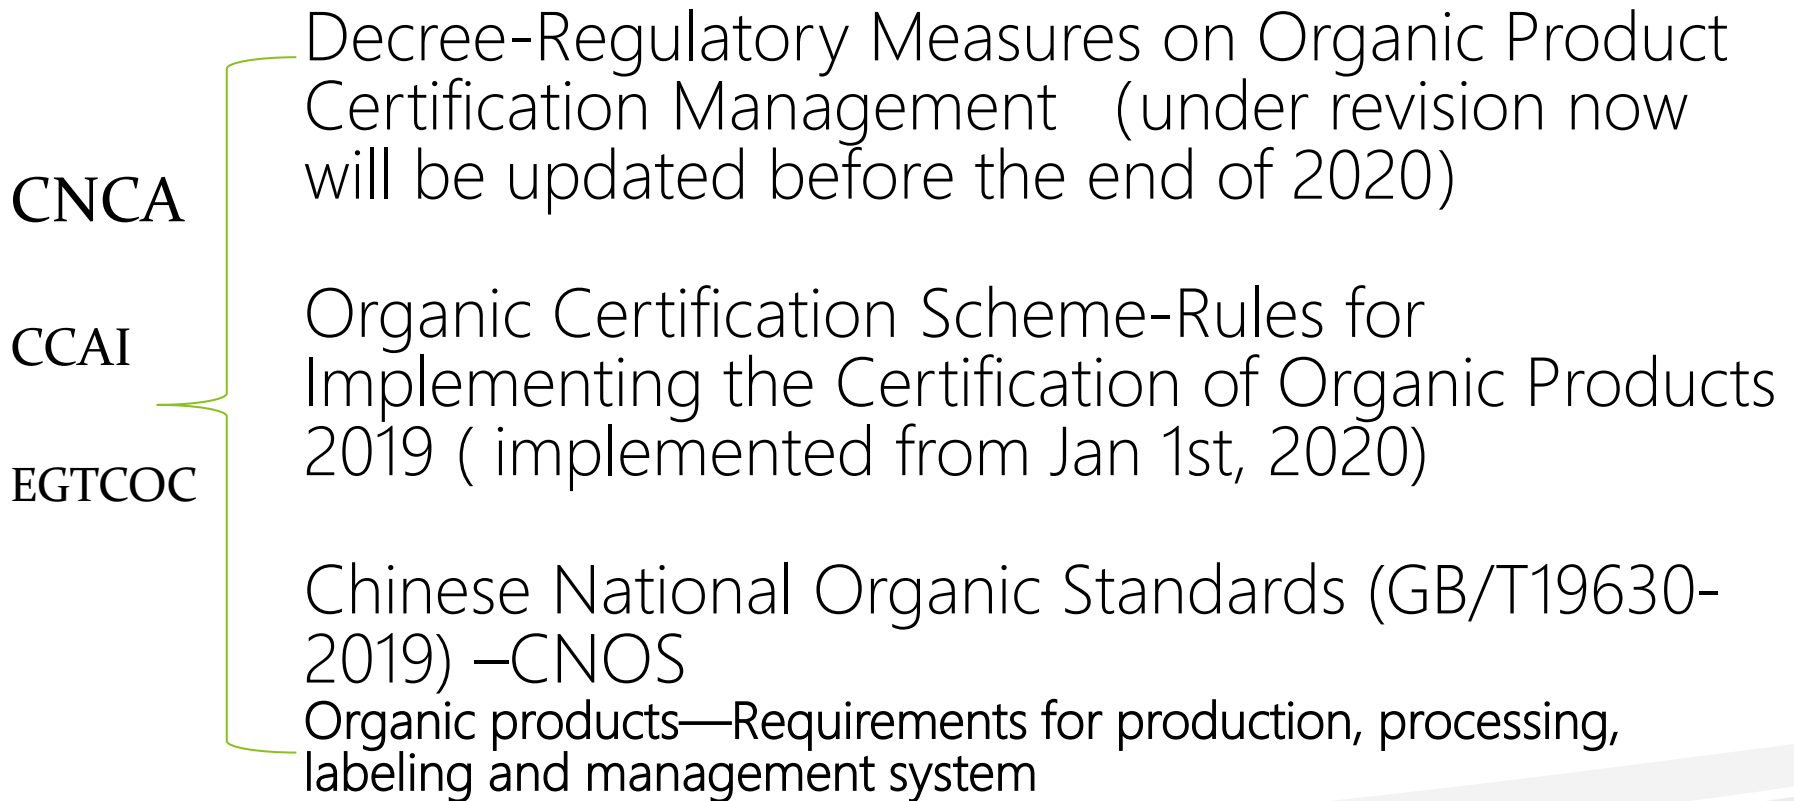 CNCA
CCAI
EGTCOC
Decree-Regulatory Measures on Organic Product
Certification Management （under revision now
will be updated before the end of 2020)
Organic Certification Scheme-Rules for
Implementing the Certification of Organic Products
2019 ( implemented from Jan 1st, 2020)
Chinese National Organic Standards (GB/T19630-
2019) –CNOS
Organic products—Requirements for production, processing,
labeling and management system